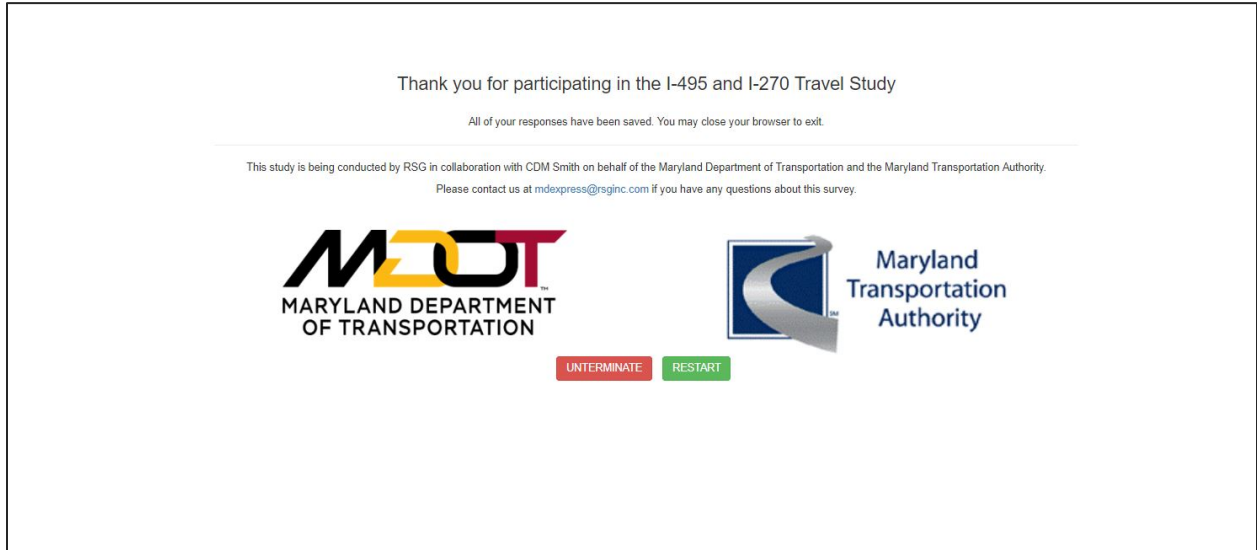 Thank you for participating in the I-495 and I-270 Travel Study
All of your responses have been saved. You may close your browser to exit.
This study is being conducted by RSG in collaboration with CDM Smith on behalf of the Maryland Department of Transportation and the Maryland Transportation Authority.
Please contact us at mdexpress@rsginc.com if you have any questions about this survey.
MDOT™
MARYLAND DEPARTMENT
OF TRANSPORTATION
Maryland
Transportation
Authority
SM
UNTERMINATE
RESTART